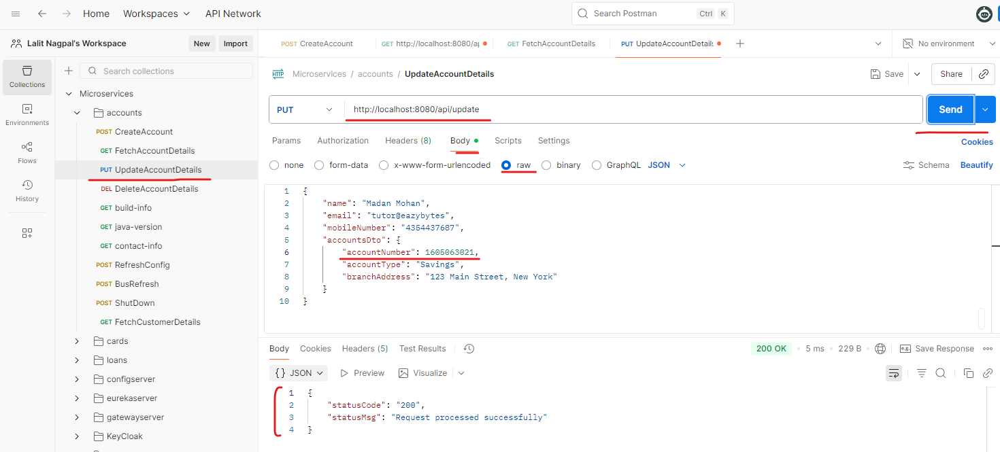 Home Workspaces API Network Search Postman Ctrl K
Lalit Nagpal's Workspace New Import
POST CreateAccount GET http://localhost:8080/ap GET FetchAccountDetails PUT UpdateAccountDetails No environment
Collections
Environments
Flows
History
Search collections
Microservices
accounts
POST CreateAccount
GET FetchAccountDetails
PUT UpdateAccountDetails
DEL DeleteAccountDetails
GET build-info
GET java-version
GET contact-info
POST RefreshConfig
POST BusRefresh
POST ShutDown
GET FetchCustomerDetails
cards
loans
configserver
eurekaserver
gatewayserver
KeyCloak
HTTP Microservices / accounts / UpdateAccountDetails Save Share
PUT http://localhost:8080/api/update Send
Params Authorization Headers (8) Body Scripts Settings Cookies
none form-data x-www-form-urlencoded raw binary GraphQL JSON Schema Beautify
1 {
2 "name": "Madan Mohan",
3 "email": "tutor@eazybytes",
4 "mobileNumber": "4354437687",
5 "accountsDto": {
6 "accountNumber": 1605063021,
7 "accountType": "Savings",
8 "branchAddress": "123 Main Street, New York"
9 }
10 }
Body Cookies Headers (5) Test Results 200 OK 5 ms 229 B e.g. Save Response
{} JSON Preview Visualize
1 {
2 "statusCode": "200",
3 "statusMsg": "Request processed successfully"
4 }